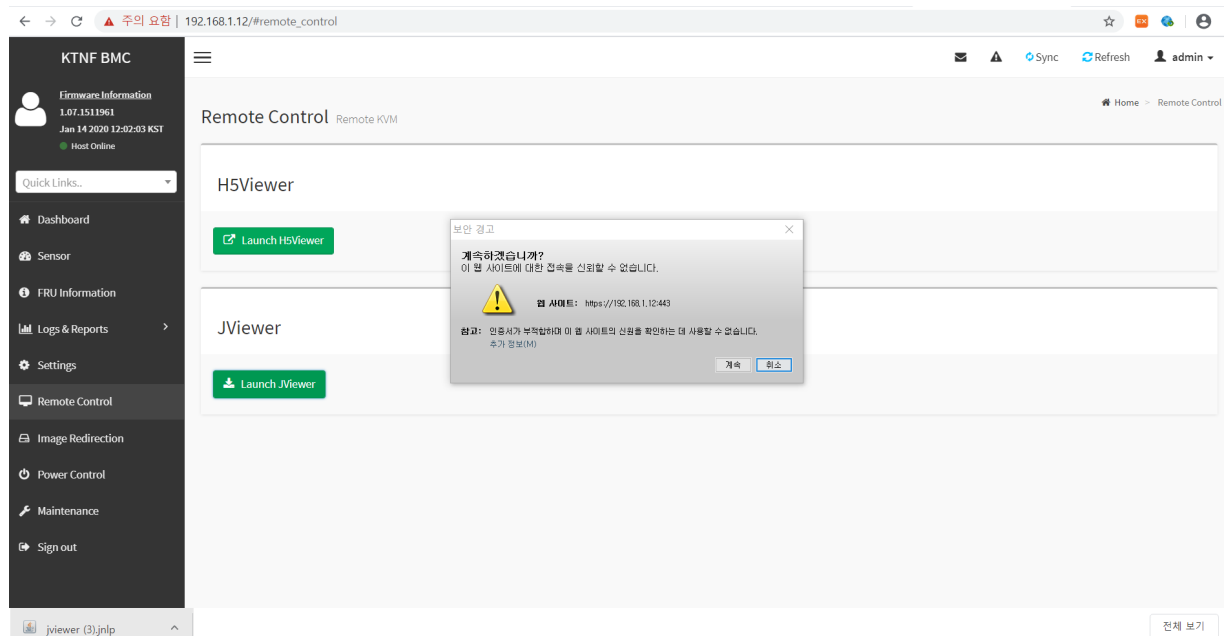 주의 요함 | 192.168.1.12/#remote_control
KTNF BMC
Sync
Refresh
admin
Firmware Information
1.07.1511961
Jan 14 2020 12:02:03 KST
Host Online
Home > Remote Control
Remote Control Remote KVM
Quick Links..
Dashboard
Sensor
FRU Information
Logs & Reports
Settings
Remote Control
Image Redirection
Power Control
Maintenance
Sign out
H5Viewer
Launch H5Viewer
JViewer
Launch JViewer
보안 경고
계속하겠습니까?
이 웹 사이트에 대한 접속을 신뢰할 수 없습니다.
웹 사이트: https://192.168.1.12:443
참고: 인증서가 부적합하며 이 웹 사이트의 신원을 확인하는 데 사용할 수 없습니다.
추가 정보(M)
계속
취소
jviewer (3).jnlp
전체 보기